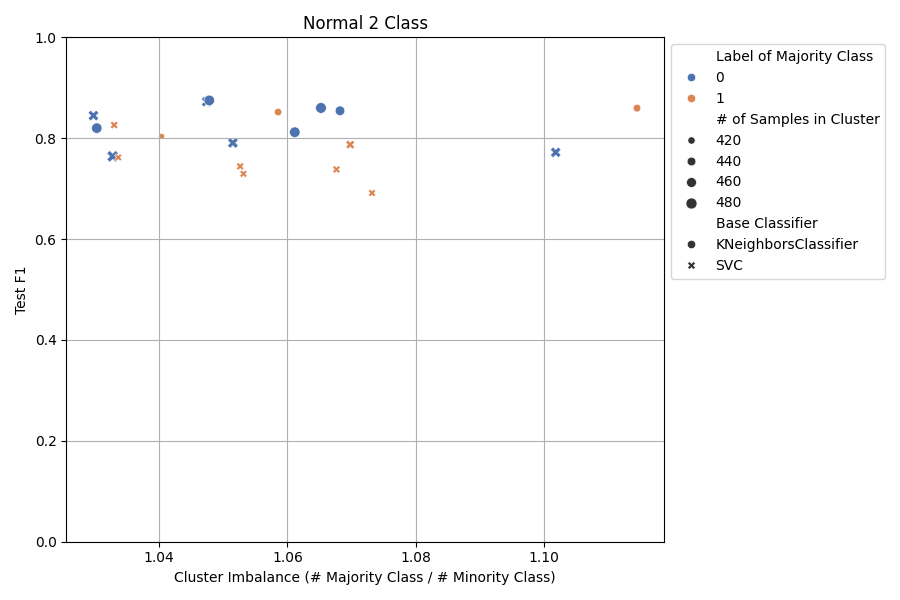 Normal 2 Class
1.0
0.8
0.6
0.4
0.2
0.0
Test F1
1.04
1.06
1.08
1.10
Cluster Imbalance (# Majority Class / # Minority Class)
Label of Majority Class
0
1
# of Samples in Cluster
420
440
460
480
Base Classifier
KNeighborsClassifier
SVC